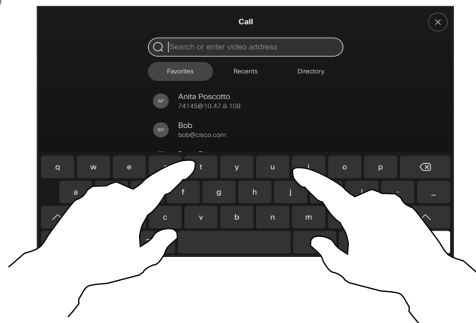 Call
Search or enter video address
Favorites Recents Directory
AP Anita Poscotto
74145@10.47.8.108
BO Bob
bob@cisco.com
q w e t y u i o p
a f g h j l
c v b n m